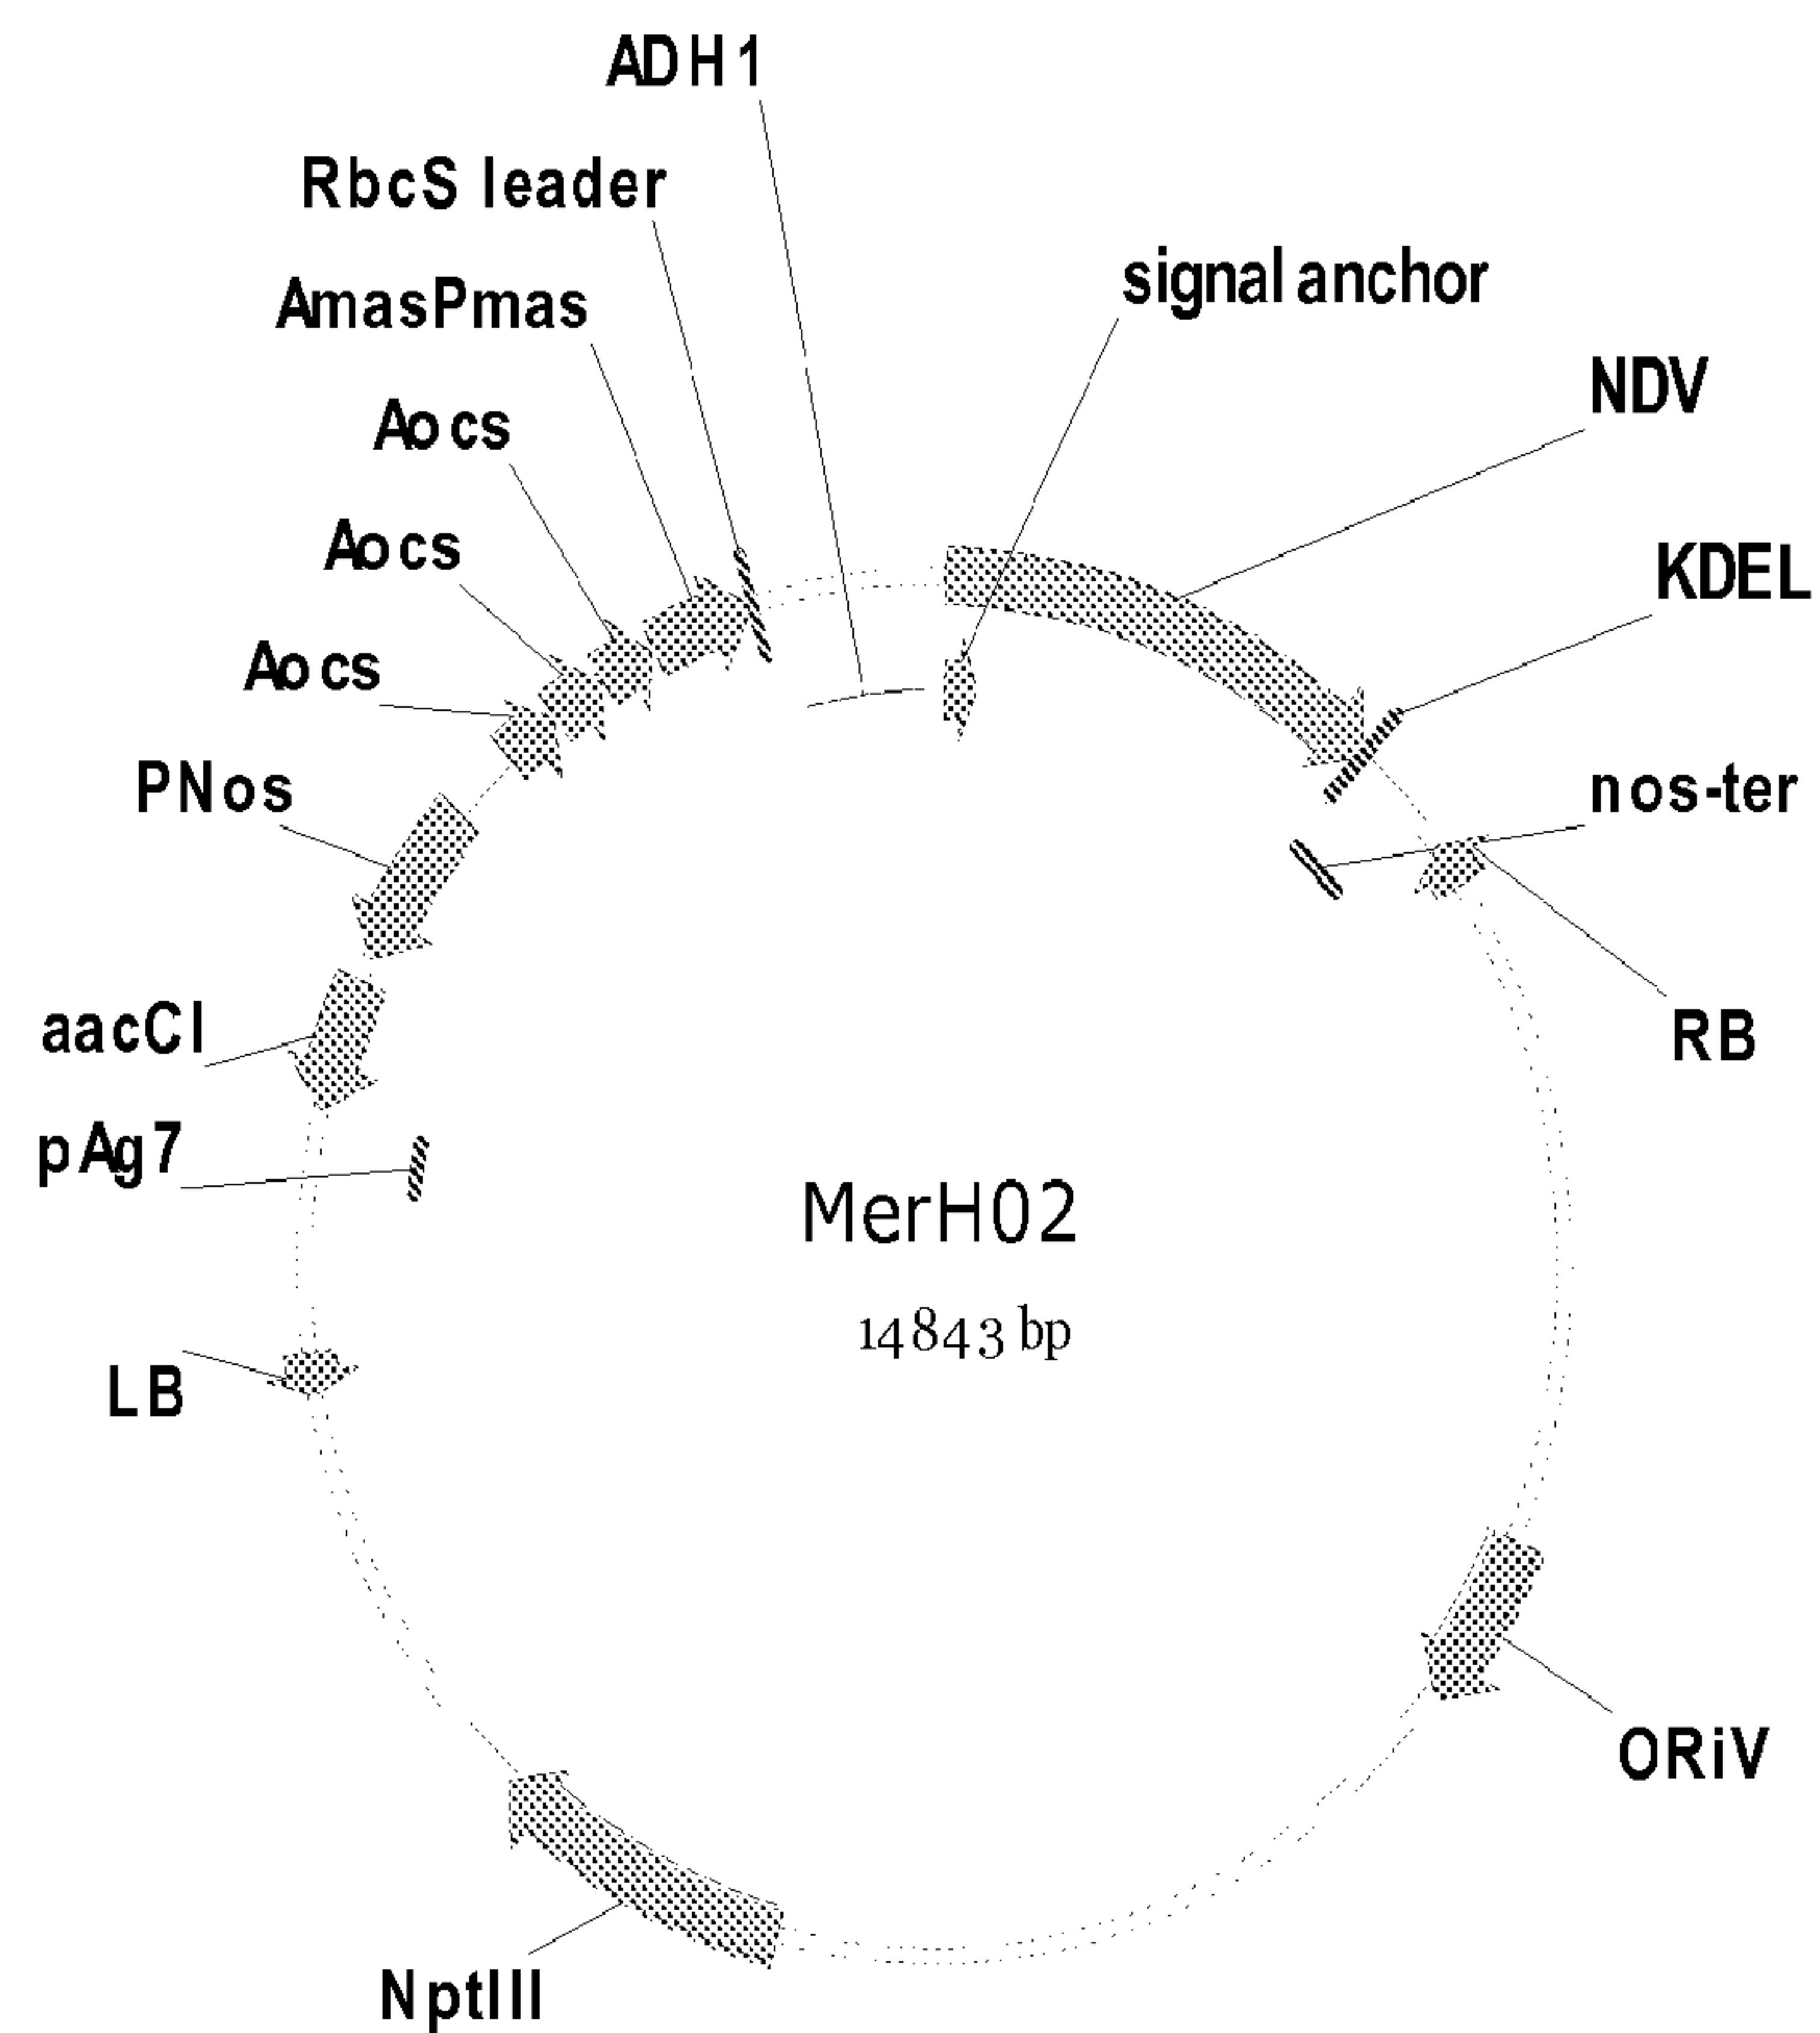 ADH1
RbcS leader
signal anchor
AmasPmas
NDV
Aocs
Aocs
KDEL
Aocs
PNos
nos-ter
aacCI
RB
pAg7
MerH02
14843 bp
LB
ORiV
NptIII